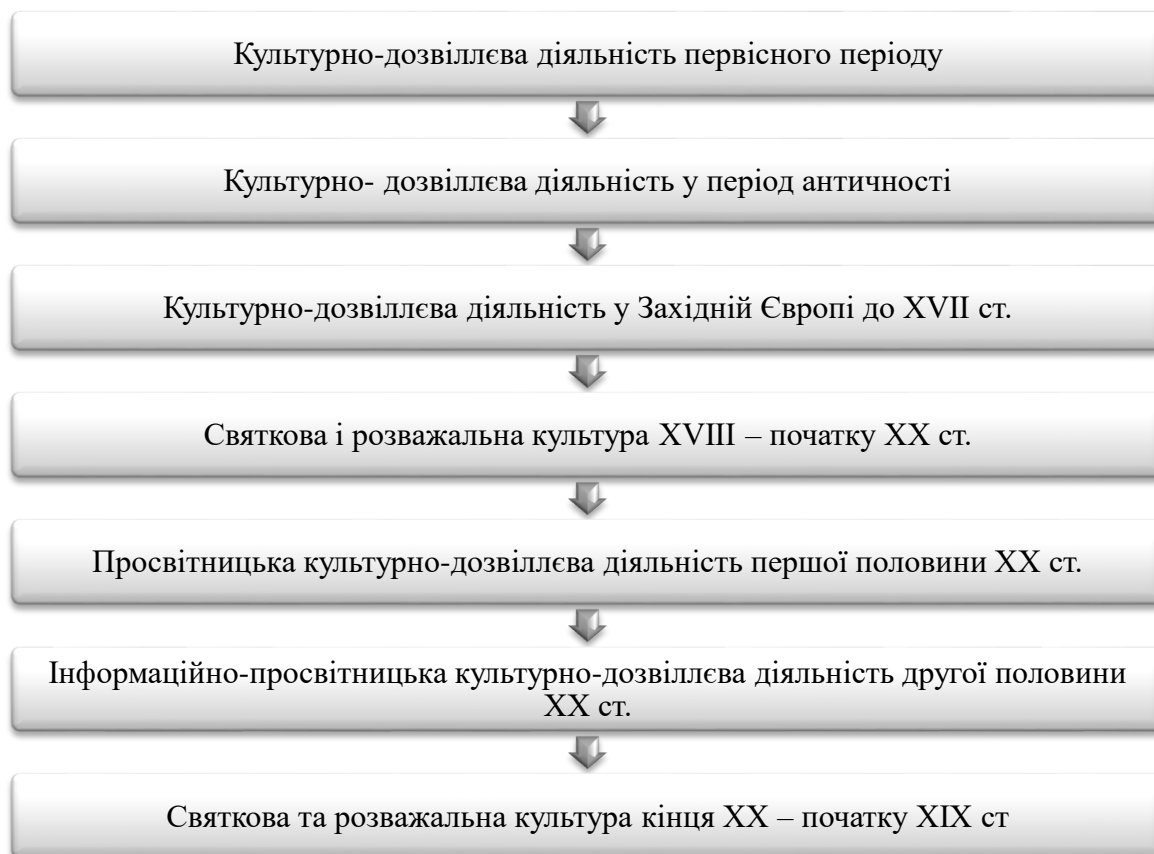 Культурно-дозвіллєва діяльність первісного періоду
Культурно- дозвіллєва діяльність у період античності
Культурно-дозвіллєва діяльність у Західній Європі до XVII ст.
Святкова і розважальна культура XVIII – початку XX ст.
Просвітницька культурно-дозвіллєва діяльність першої половини XX ст.
Інформаційно-просвітницька культурно-дозвіллєва діяльність другої половини
XX ст.
Святкова та розважальна культура кінця XX – початку XIX ст